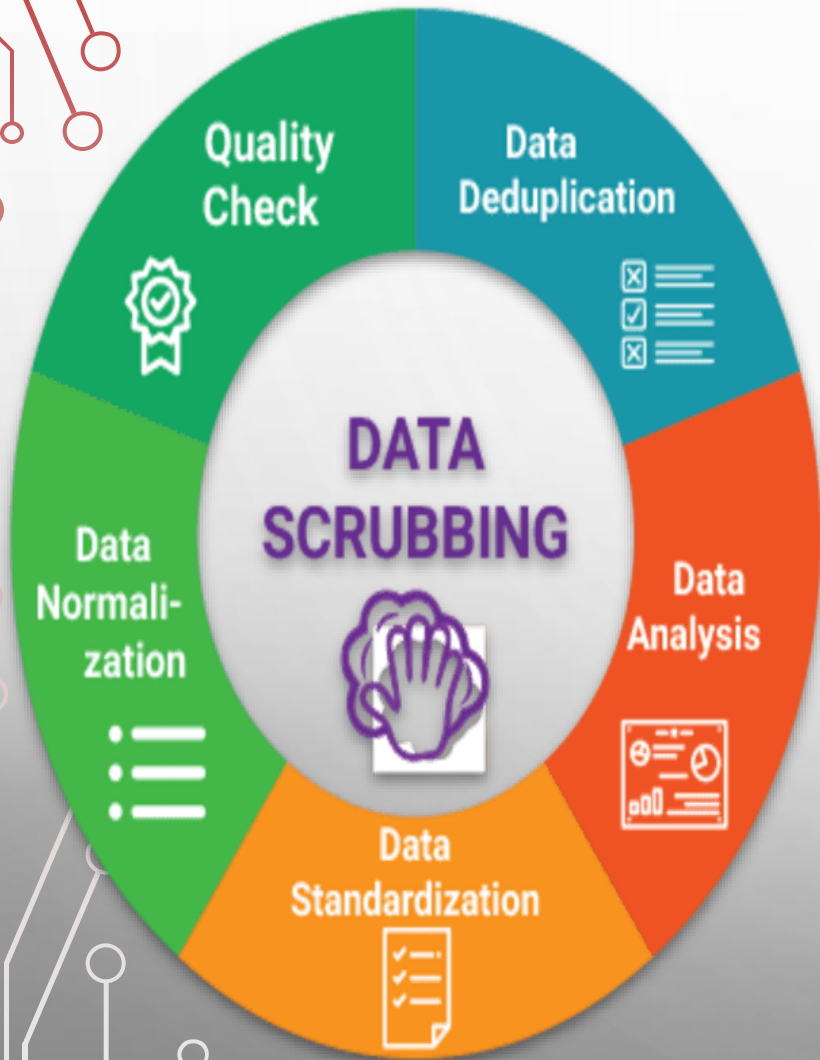 DATA
SCRUBBING
Data
Deduplication
Data
Analysis
Data
Standardization
Data
Normali-
zation
Quality
Check